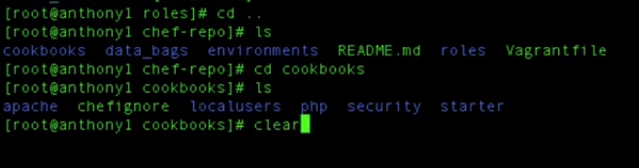 [root@anthony1 roles]# cd ..
[root@anthony1 chef-repo]# ls
cookbooks data_bags environments README.md roles Vagrantfile
[root@anthony1 chef-repo]# cd cookbooks
[root@anthony1 cookbooks]# ls
apache chefignore localusers php security starter
[root@anthony1 cookbooks]# clear